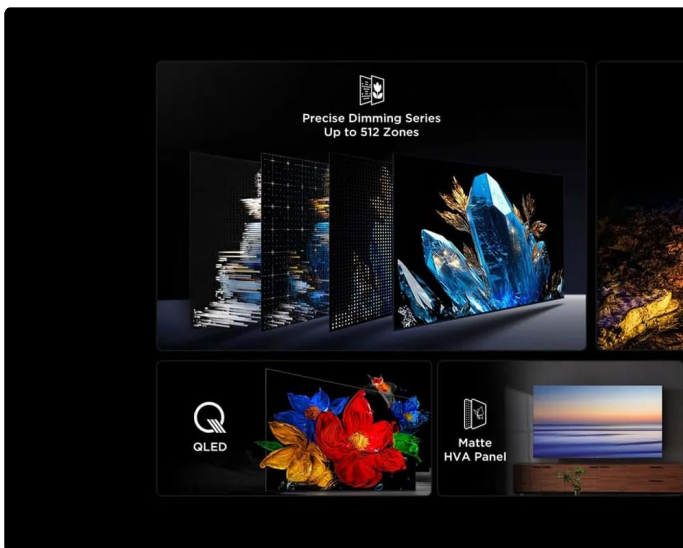 Precise Dimming Series
Up to 512 Zones
QLED
Matte
HVA Panel